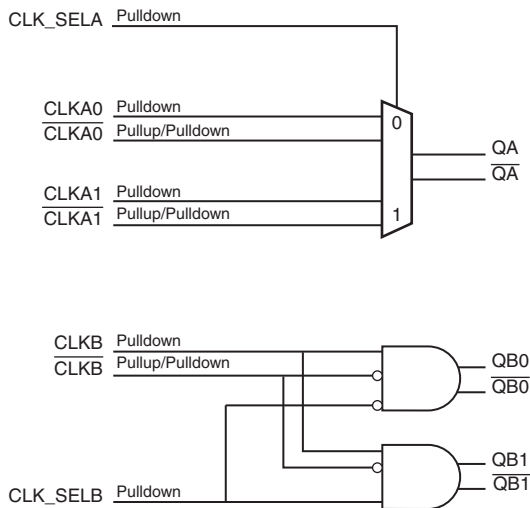 CLK_SELA Pulldown
CLKA0 Pulldown
CLKA0 Pullup/Pulldown
0
QA
QA
CLKA1 Pulldown
CLKA1 Pullup/Pulldown
1
CLKB Pulldown
CLKB Pullup/Pulldown
QB0
QB0
QB1
QB1
CLK_SELB Pulldown